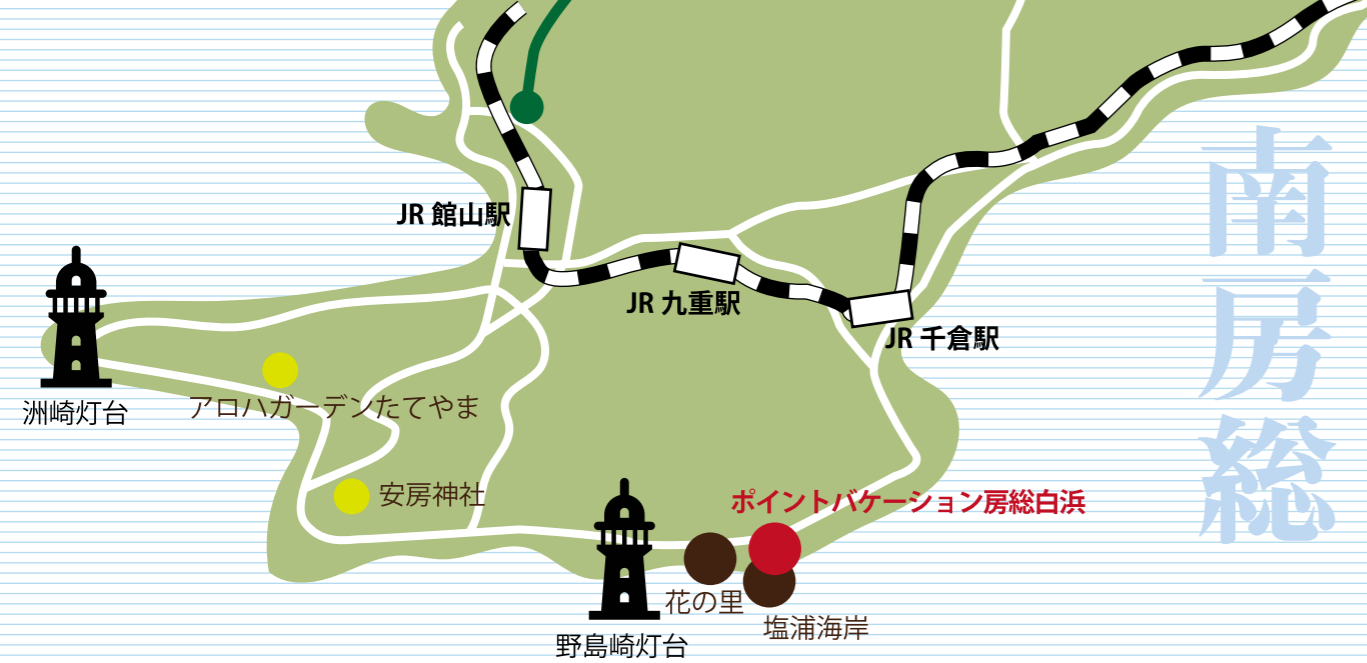 JR 館山駅
JR 九重駅
JR 千倉駅
洲崎灯台
アロハガーデンたてやま
安房神社
ポイントバケーション房総白浜
花の里
塩浦海岸
野島崎灯台
南房総